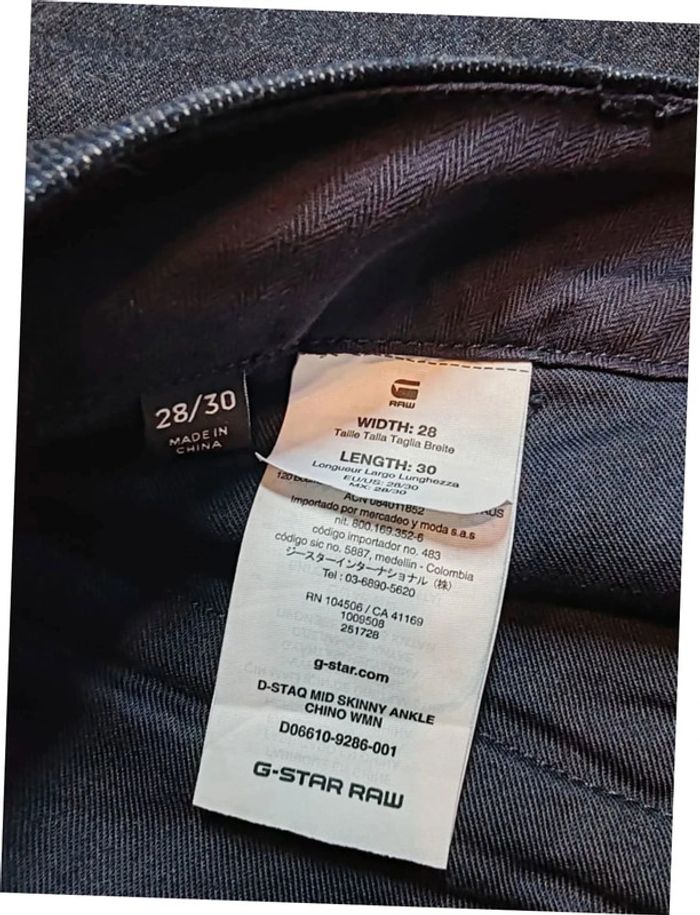 28/30
MADE IN
CHINA
G
RAW
WIDTH: 28
Taille Talla Taglia Breite
LENGTH: 30
Longueur Largo Lunghezza
EU/US: 28/30
MX: 28/30
ACN 084011852
Importado por mercadeo y moda s.a.s
nit. 800.169.352-6
código importador no. 483
código sic no. 5887, medellin - Colombia
ジースターインターナショナル (株)
Tel : 03-6890-5620
RN 104506 / CA 41169
1009508
251728
g-star.com
D-STAQ MID SKINNY ANKLE
CHINO WMN
D06610-9286-001
G-STAR RAW